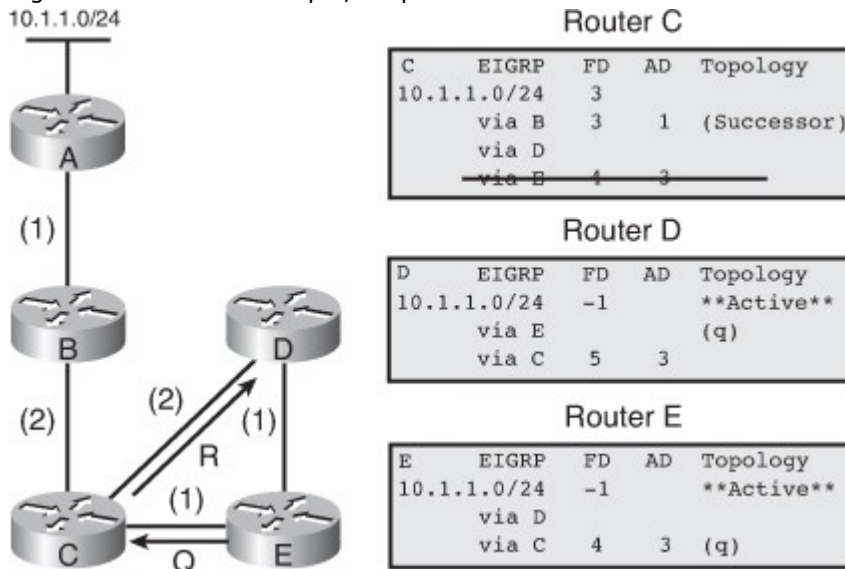 10.1.1.0/24
A
(1)
B
D
(2)
(2)
(1)
R
(1)
C
Q
E
Router C
C EIGRP FD AD Topology
10.1.1.0/24 3
via B 3 1 (Successor)
via D
via E 4 3
Router D
D EIGRP FD AD Topology
10.1.1.0/24 -1 **Active**
via E (q)
via C 5 3
Router E
E EIGRP FD AD Topology
10.1.1.0/24 -1 **Active**
via D
via C 4 3 (q)